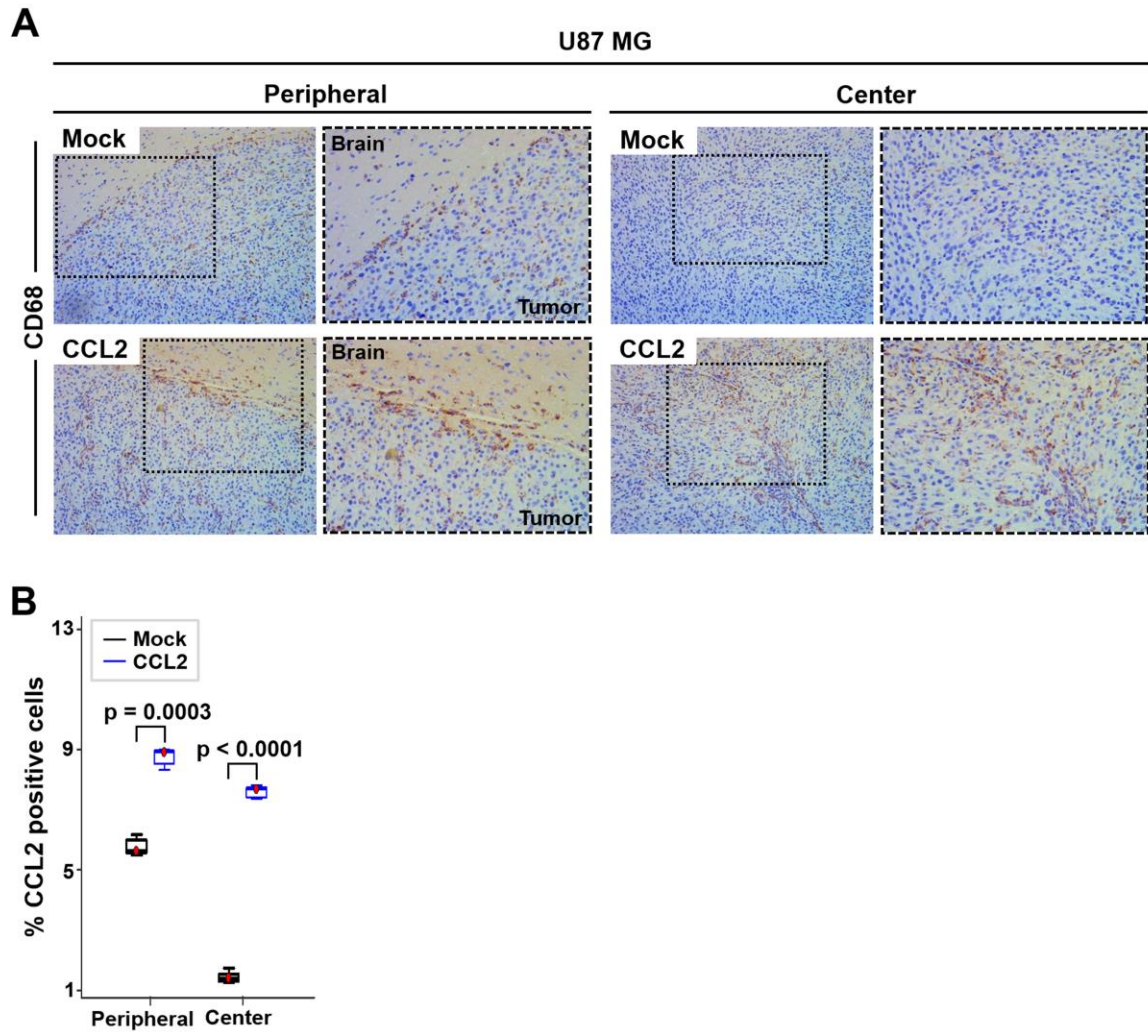 A
U87 MG
Peripheral
Center
CD68
Mock
Brain
Tumor
Mock
CCL2
Brain
Tumor
CCL2
B
% CCL2 positive cells
13
9
5
1
Mock
CCL2
p = 0.0003
p < 0.0001
Peripheral
Center